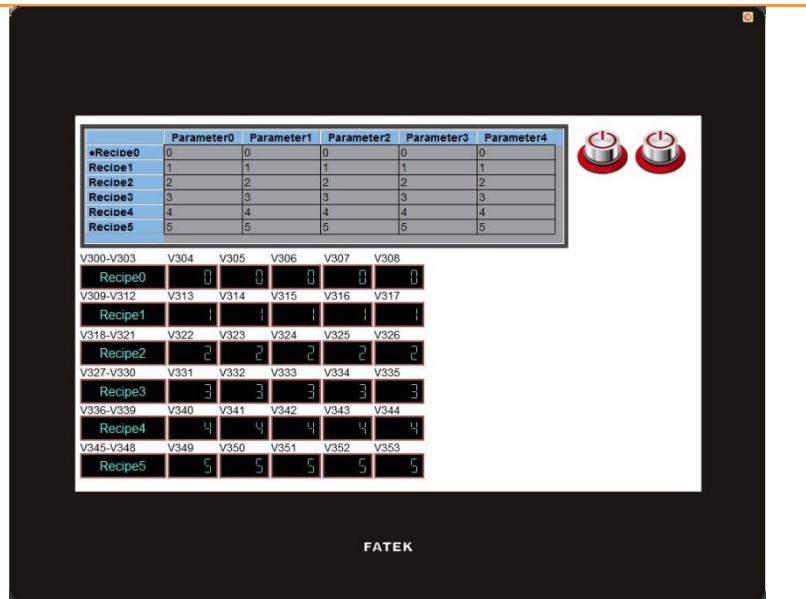 Parameter0 Parameter1 Parameter2 Parameter3 Parameter4
●Recipe0 0 0 0 0 0
Recipe1 1 1 1 1 1
Recipe2 2 2 2 2 2
Recipe3 3 3 3 3 3
Recipe4 4 4 4 4 4
Recipe5 5 5 5 5 5
V300-V303 V304 V305 V306 V307 V308
Recipe0 0 0 0 0 0
V309-V312 V313 V314 V315 V316 V317
Recipe1 1 1 1 1 1
V318-V321 V322 V323 V324 V325 V326
Recipe2 2 2 2 2 2
V327-V330 V331 V332 V333 V334 V335
Recipe3 3 3 3 3 3
V336-V339 V340 V341 V342 V343 V344
Recipe4 4 4 4 4 4
V345-V348 V349 V350 V351 V352 V353
Recipe5 5 5 5 5 5
FATEK